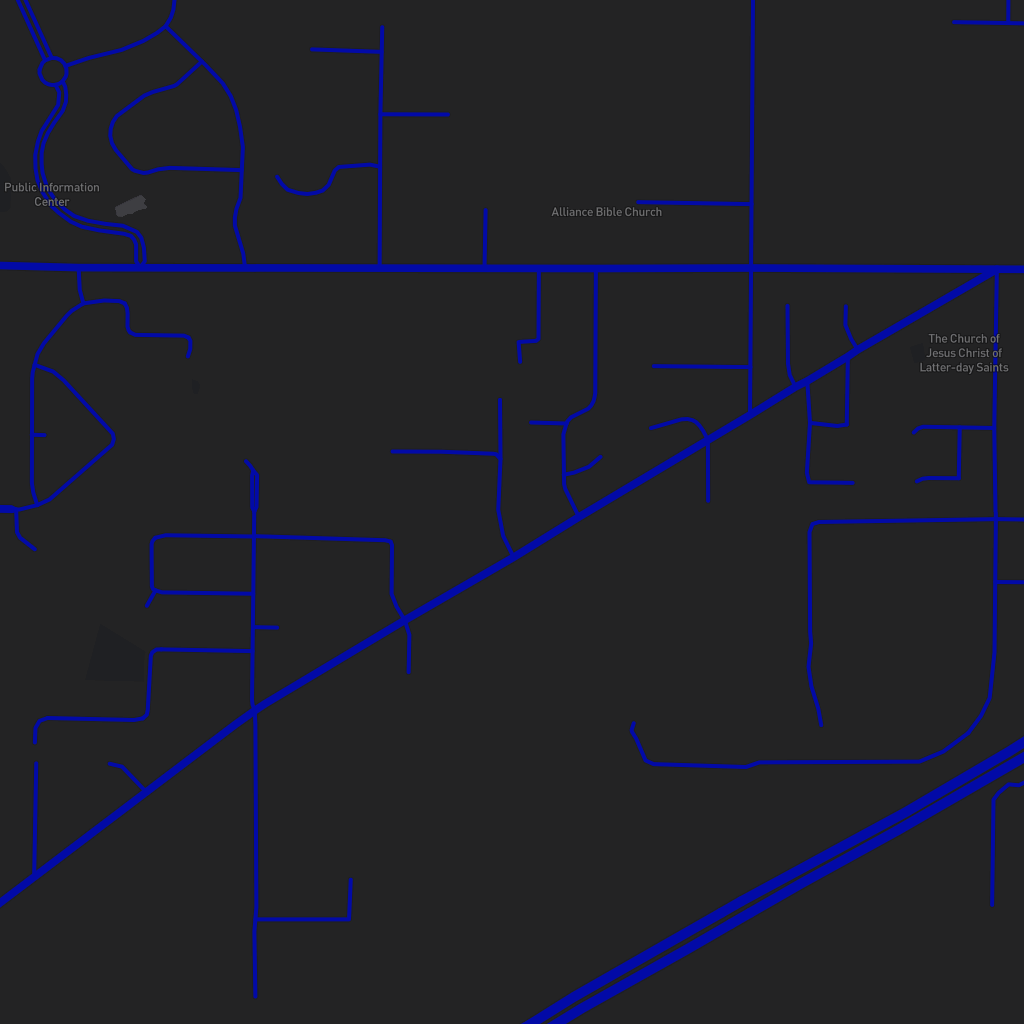 Public Information
Center
Alliance Bible Church
The Church of
Jesus Christ of
Latter-day Saints